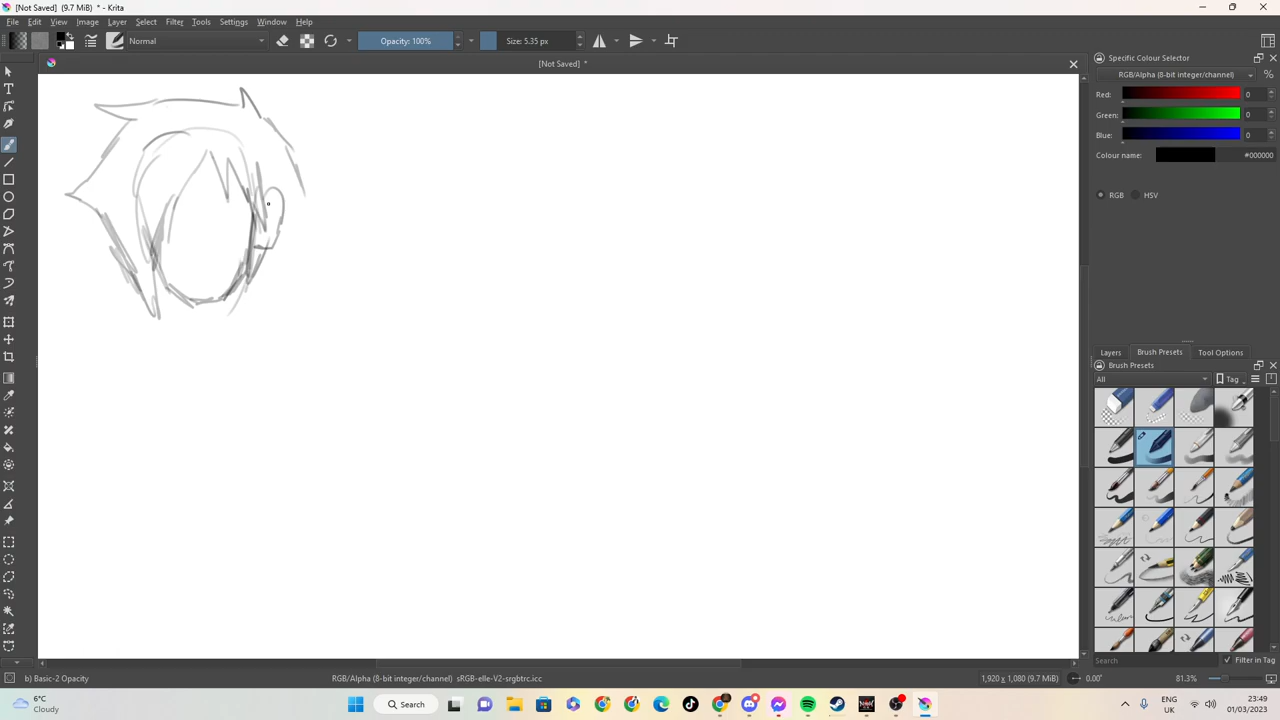 [Not Saved] (9.7 MiB) * - Krita
File Edit View Image Layer Select Filter Tools Settings Window Help
Normal
Opacity: 100%
Size: 5.35 px
[Not Saved] *
Specific Colour Selector
RGB/Alpha (8-bit integer/channel)
%
Red: 0
Green: 0
Blue: 0
Colour name: #000000
RGB HSV
Layers Brush Presets Tool Options
Brush Presets
All
Tag
Search
Filter in Tag
b) Basic-2 Opacity
RGB/Alpha (8-bit integer/channel) sRGB-elle-V2-srgbtrc.icc
1,920 x 1,080 (9.7 MiB)
0.00°
81.3%
6°C
Cloudy
Search
ENG
UK
23:49
01/03/2023